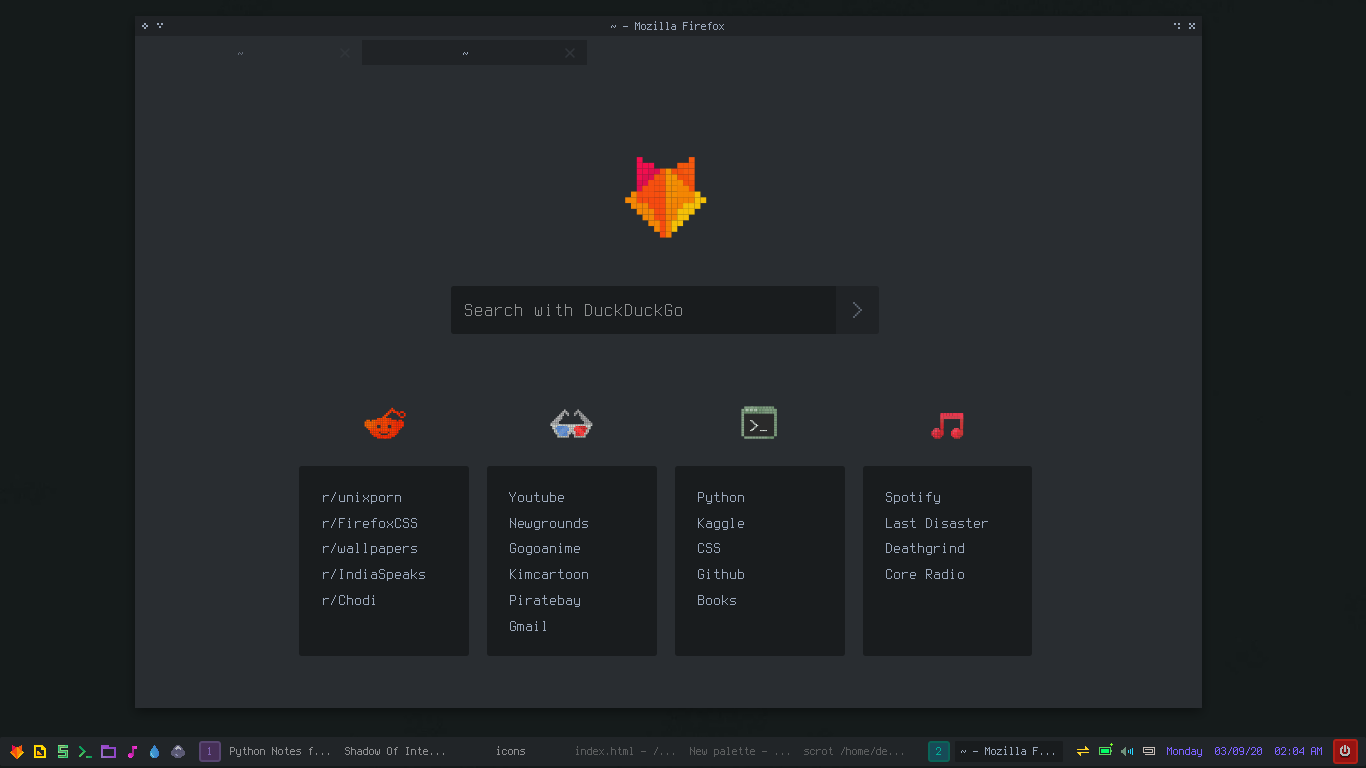 ~ - Mozilla Firefox
~
~
Search with DuckDuckGo
>_
r/unixporn
r/FirefoxCSS
r/wallpapers
r/IndiaSpeaks
r/Chodi
Youtube
Newgrounds
Gogoanime
Kimcartoon
Piratebay
Gmail
Python
Kaggle
CSS
Github
Books
Spotify
Last Disaster
Deathgrind
Core Radio
1 Python Notes f... Shadow Of Inte... icons index.html - /... New palette - ... scrot /home/de... 2 ~ - Mozilla F... Monday 03/09/20 02:04 AM